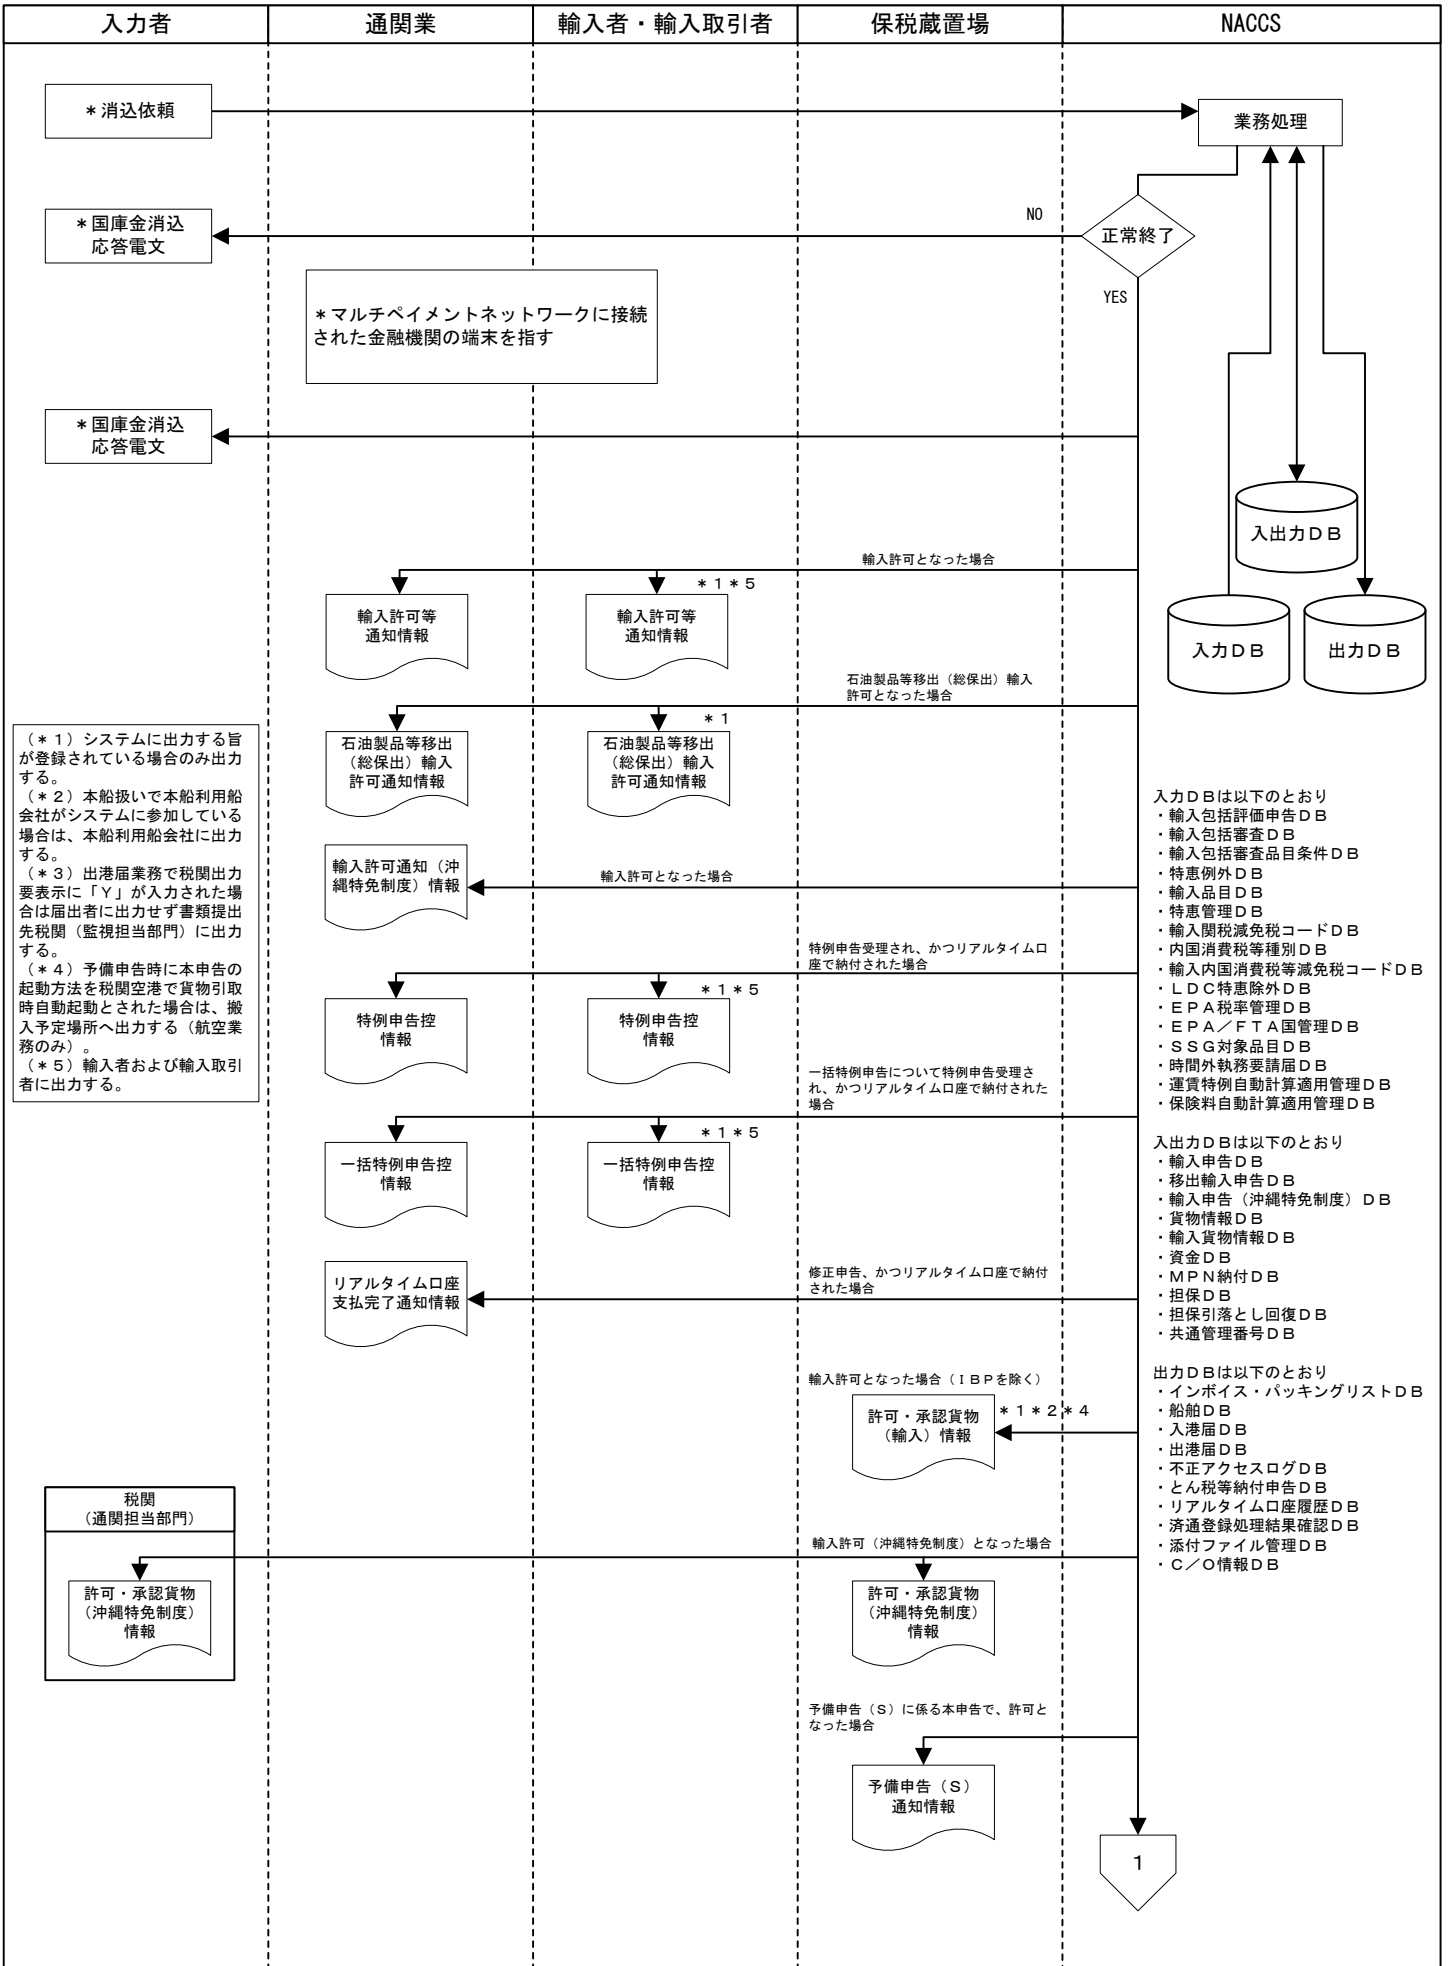 入力者
通関業
輸入者・輸入取引者
保税蔵置場
NACCS
＊消込依頼
業務処理
＊国庫金消込
応答電文
NO
正常終了
YES
＊マルチペイメントネットワークに接続
された金融機関の端末を指す
＊国庫金消込
応答電文
入出力ＤＢ
入力ＤＢ
出力ＤＢ
輸入許可となった場合
＊１＊５
輸入許可等
通知情報
輸入許可等
通知情報
石油製品等移出（総保出）輸入
許可となった場合
＊１
石油製品等移出
（総保出）輸入
許可通知情報
石油製品等移出
（総保出）輸入
許可通知情報
（＊１）システムに出力する旨
が登録されている場合のみ出力
する。
（＊２）本船扱いで本船利用船
会社がシステムに参加している
場合は、本船利用船会社に出力
する。
（＊３）出港届業務で税関出力
要表示に「Ｙ」が入力された場
合は届出者に出力せず書類提出
先税関（監視担当部門）に出力
する。
（＊４）予備申告時に本申告の
起動方法を税関空港で貨物引取
時自動起動とされた場合は、搬
入予定場所へ出力する（航空業
務のみ）。
（＊５）輸入者および輸入取引
者に出力する。
輸入許可通知（沖
縄特免制度）情報
輸入許可となった場合
特例申告受理され、かつリアルタイム口
座で納付された場合
＊１＊５
特例申告控
情報
特例申告控
情報
一括特例申告について特例申告受理さ
れ、かつリアルタイム口座で納付された
場合
＊１＊５
一括特例申告控
情報
一括特例申告控
情報
修正申告、かつリアルタイム口座で納付
された場合
リアルタイム口座
支払完了通知情報
輸入許可となった場合（ＩＢＰを除く）
許可・承認貨物
（輸入）情報
＊１＊２＊４
税関
（通関担当部門）
輸入許可（沖縄特免制度）となった場合
許可・承認貨物
（沖縄特免制度）
情報
許可・承認貨物
（沖縄特免制度）
情報
予備申告（Ｓ）に係る本申告で、許可と
なった場合
予備申告（Ｓ）
通知情報
１
入力ＤＢは以下のとおり
・輸入包括評価申告ＤＢ
・輸入包括審査ＤＢ
・輸入包括審査品目条件ＤＢ
・特恵例外ＤＢ
・輸入品目ＤＢ
・特恵管理ＤＢ
・輸入関税減免税コードＤＢ
・内国消費税等種別ＤＢ
・輸入内国消費税等減免税コードＤＢ
・ＬＤＣ特恵除外ＤＢ
・ＥＰＡ税率管理ＤＢ
・ＥＰＡ／ＦＴＡ国管理ＤＢ
・ＳＳＧ対象品目ＤＢ
・時間外執務要請届ＤＢ
・運賃特例自動計算適用管理ＤＢ
・保険料自動計算適用管理ＤＢ
入出力ＤＢは以下のとおり
・輸入申告ＤＢ
・移出輸入申告ＤＢ
・輸入申告（沖縄特免制度）ＤＢ
・貨物情報ＤＢ
・輸入貨物情報ＤＢ
・資金ＤＢ
・ＭＰＮ納付ＤＢ
・担保ＤＢ
・担保引落とし回復ＤＢ
・共通管理番号ＤＢ
出力ＤＢは以下のとおり
・インボイス・パッキングリストＤＢ
・船舶ＤＢ
・入港届ＤＢ
・出港届ＤＢ
・不正アクセスログＤＢ
・とん税等納付申告ＤＢ
・リアルタイム口座履歴ＤＢ
・済通登録処理結果確認ＤＢ
・添付ファイル管理ＤＢ
・Ｃ／Ｏ情報ＤＢ